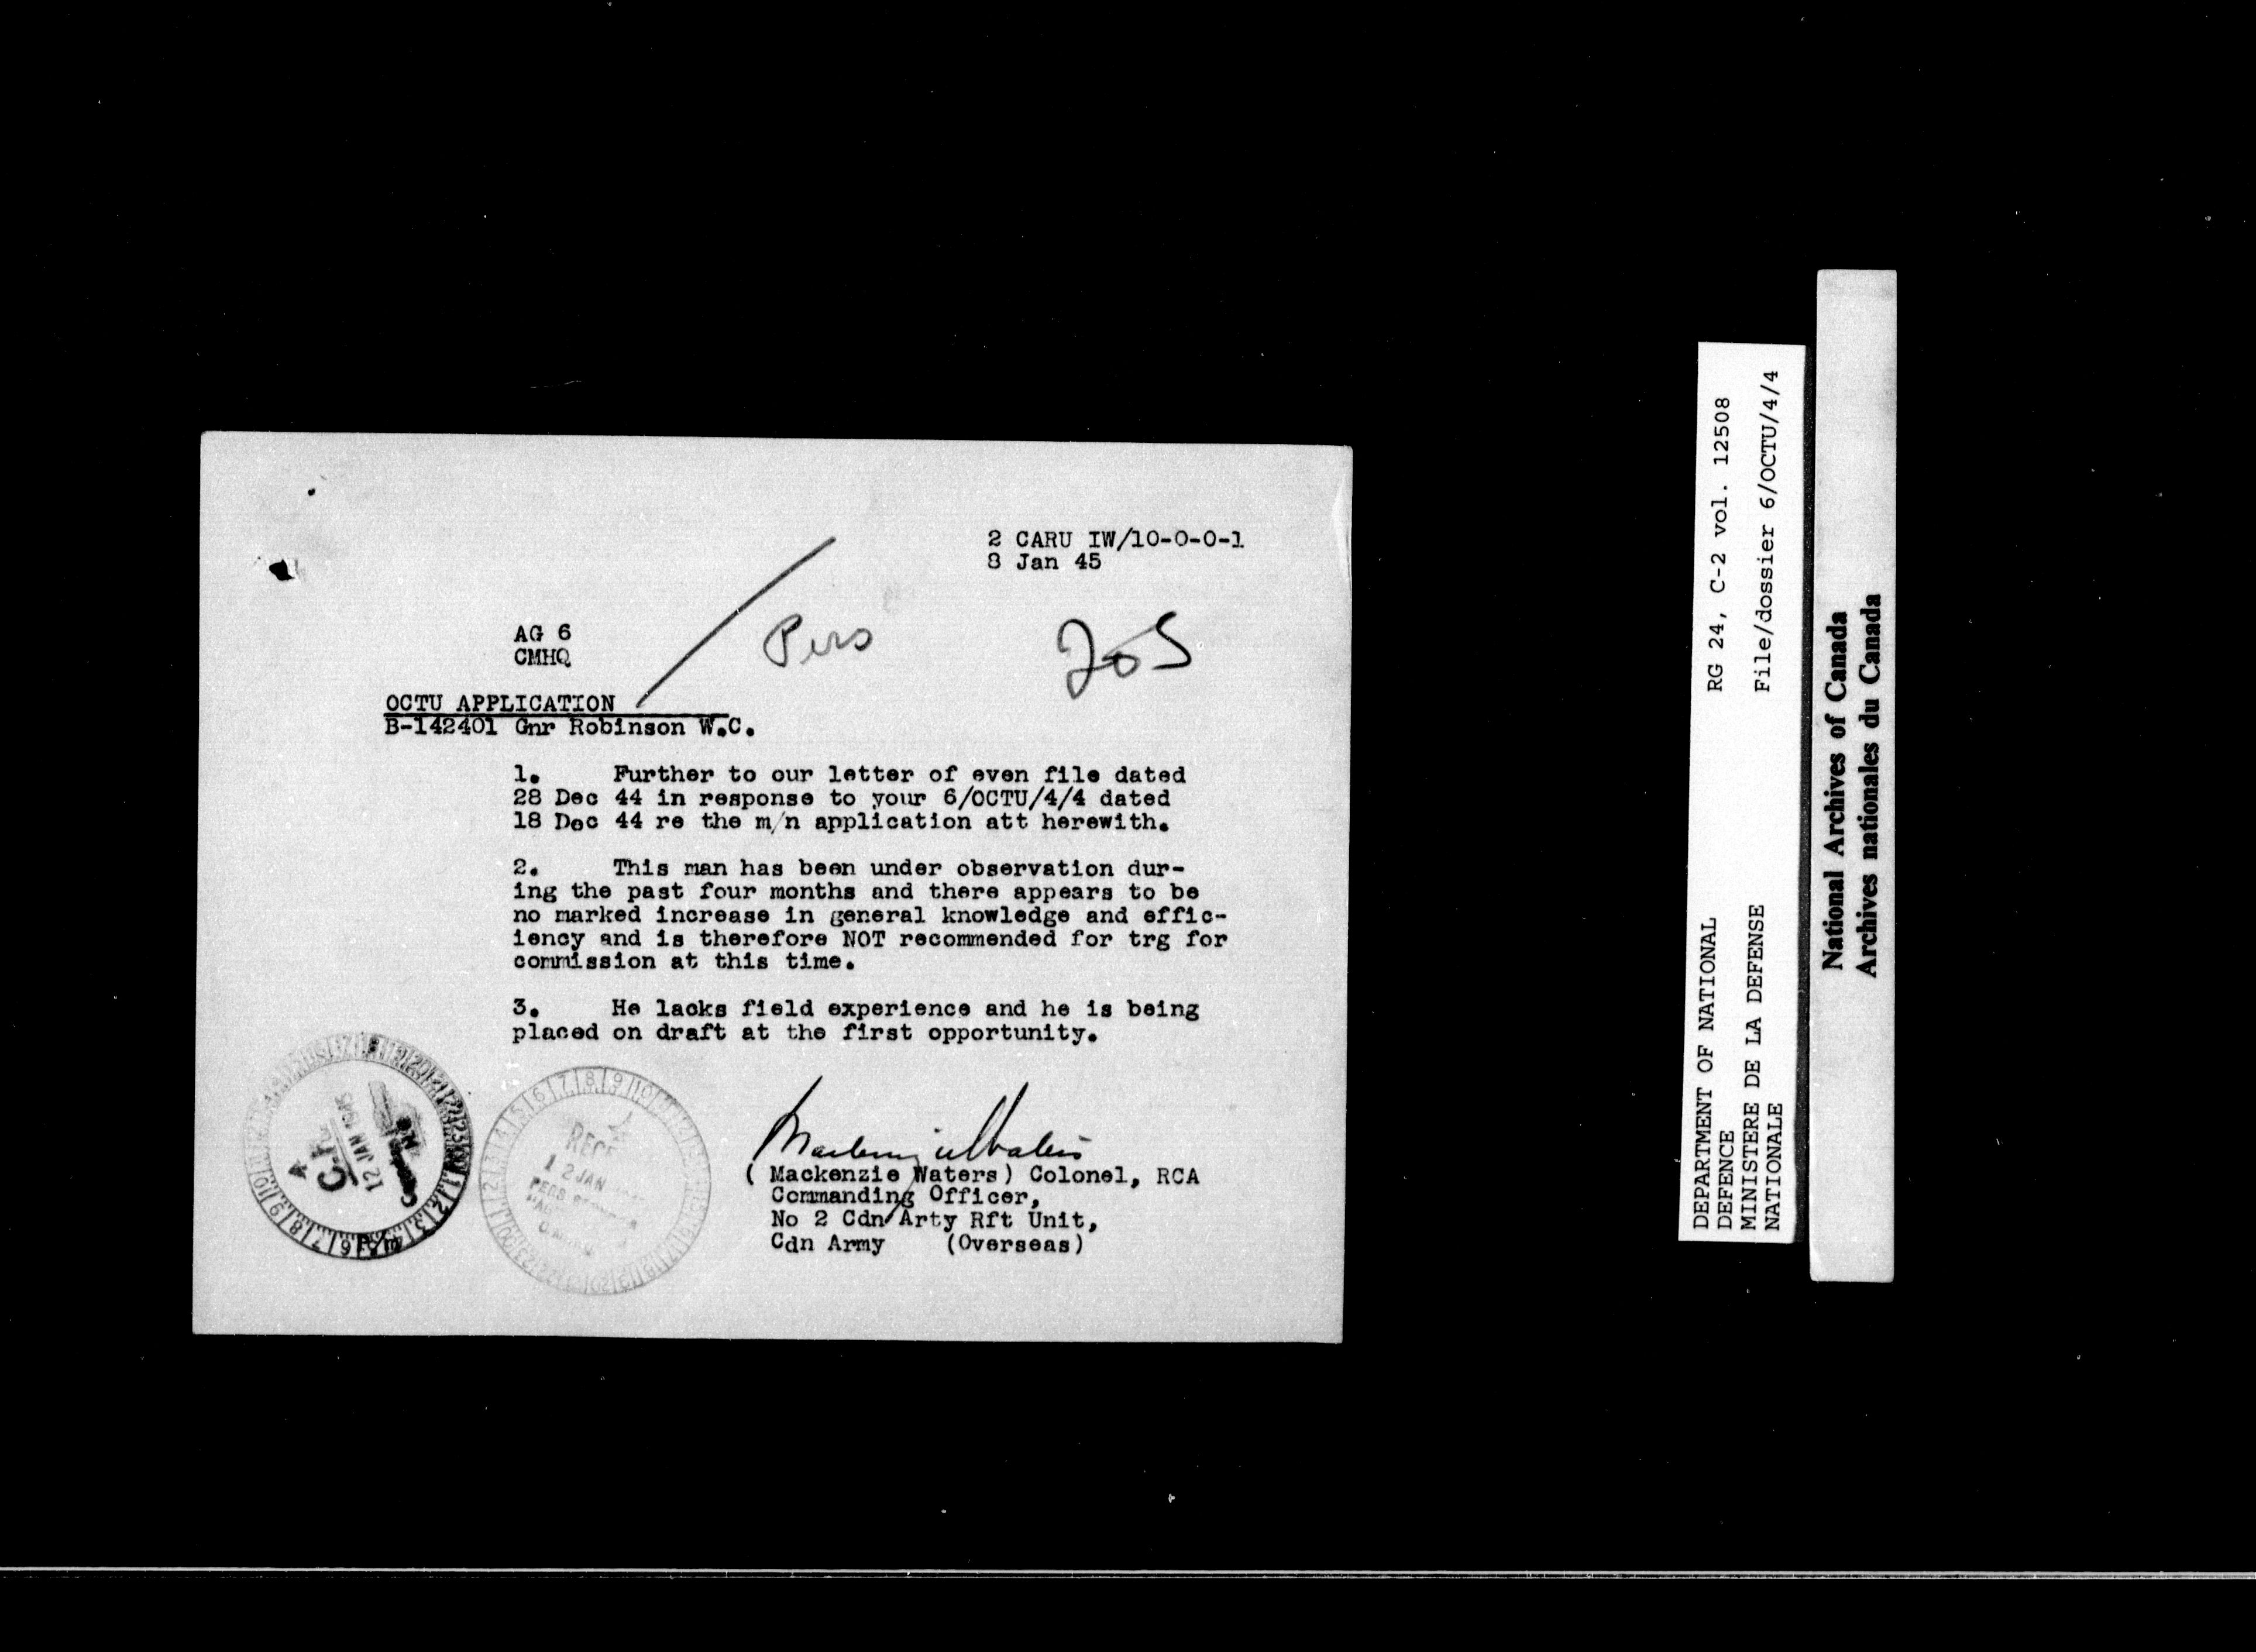 2 CARU IW/10-0-0-1
8 Jan 45
AG 6
CMHQ
Pers
OCTU APPLICATION
B-142401 Gnr Robinson W.C.
1. Further to our letter of even file dated
28 Dec 44 in response to your 6/OCTU/4/4 dated
18 Dec 44 re the m/n application att herewith.
2. This man has been under observation dur-
ing the past four months and there appears to be
no marked increase in general knowledge and effic-
iency and is therefore NOT recommended for trg for
commission at this time.
3. He lacks field experience and he is being
placed on draft at the first opportunity.
12 JAN 1945
12 JAN
(Mackenzie Waters) Colonel, RCA
Commanding Officer,
No 2 Cdn Arty Rft Unit,
Cdn Army (Overseas)
DEPARTMENT OF NATIONAL
DEFENCE
MINISTERE DE LA DEFENSE
NATIONALE
RG 24, C-2 vol. 12508
File/dossier 6/OCTU/4/4
National Archives of Canada
Archives nationales du Canada